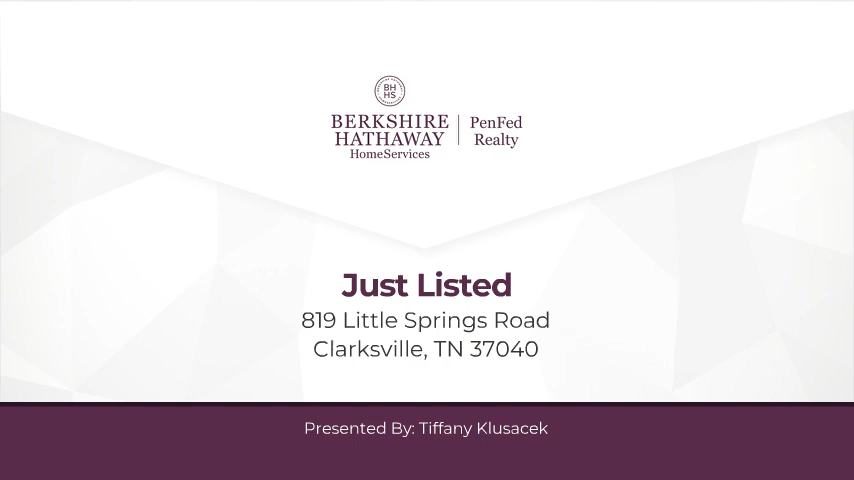 BH
HS
BERKSHIRE
HATHAWAY
HomeServices
PenFed
Realty
Just Listed
819 Little Springs Road
Clarksville, TN 37040
Presented By: Tiffany Klusacek